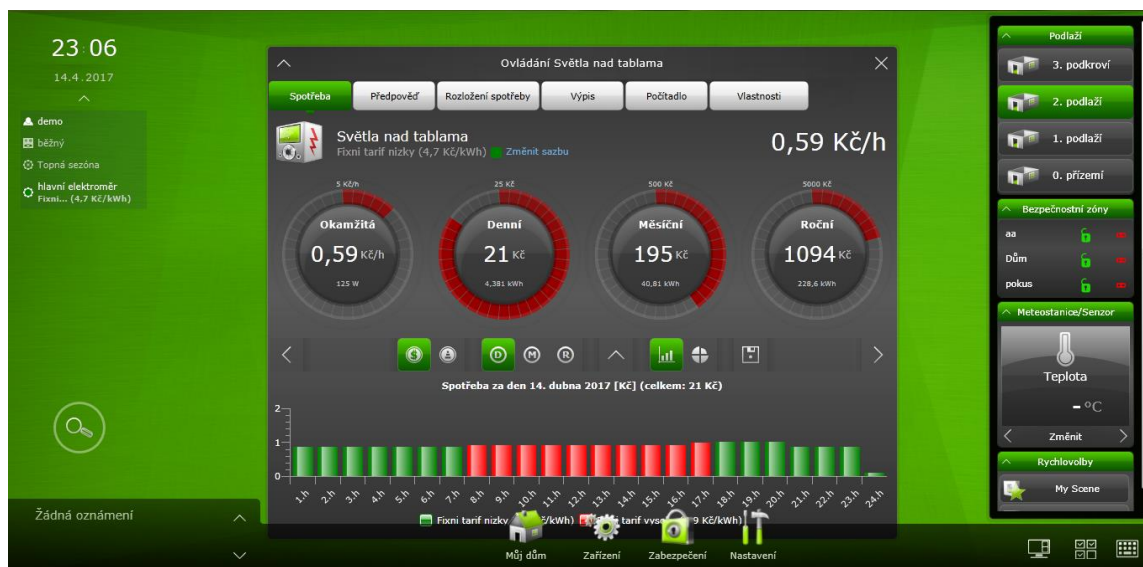 23:06
14.4.2017
demo
běžný
Topná sezóna
hlavní elektroměr
Fixni... (4,7 Kč/kWh)
Žádná oznámení
Ovládání Světla nad tablama
Spotřeba Předpověď Rozložení spotřeby Výpis Počítadlo Vlastnosti
Světla nad tablama
Fixni tarif nizky (4,7 Kč/kWh) Změnit sazbu
0,59 Kč/h
5 Kč/h 25 Kč 500 Kč 5000 Kč
Okamžitá Denní Měsíční Roční
0,59 Kč/h 21 Kč 195 Kč 1094 Kč
125 W 4,381 kWh 40,81 kWh 228,6 kWh
D M R
Spotřeba za den 14. dubna 2017 [Kč] (celkem: 21 Kč)
2
1
0
1.h 2.h 3.h 4.h 5.h 6.h 7.h 8.h 9.h 10.h 11.h 12.h 13.h 14.h 15.h 16.h 17.h 18.h 19.h 20.h 21.h 22.h 23.h 24.h
Fixni tarif nizky Kč/kWh) tarif vyso 9 Kč/kWh)
Můj dům Zařízení Zabezpečení Nastavení
Podlaží
3. podkroví
2. podlaží
1. podlaží
0. přízemí
Bezpečnostní zóny
aa
Dům
pokus
Meteostanice/Senzor
Teplota
- °C
Změnit
Rychlovolby
My Scene